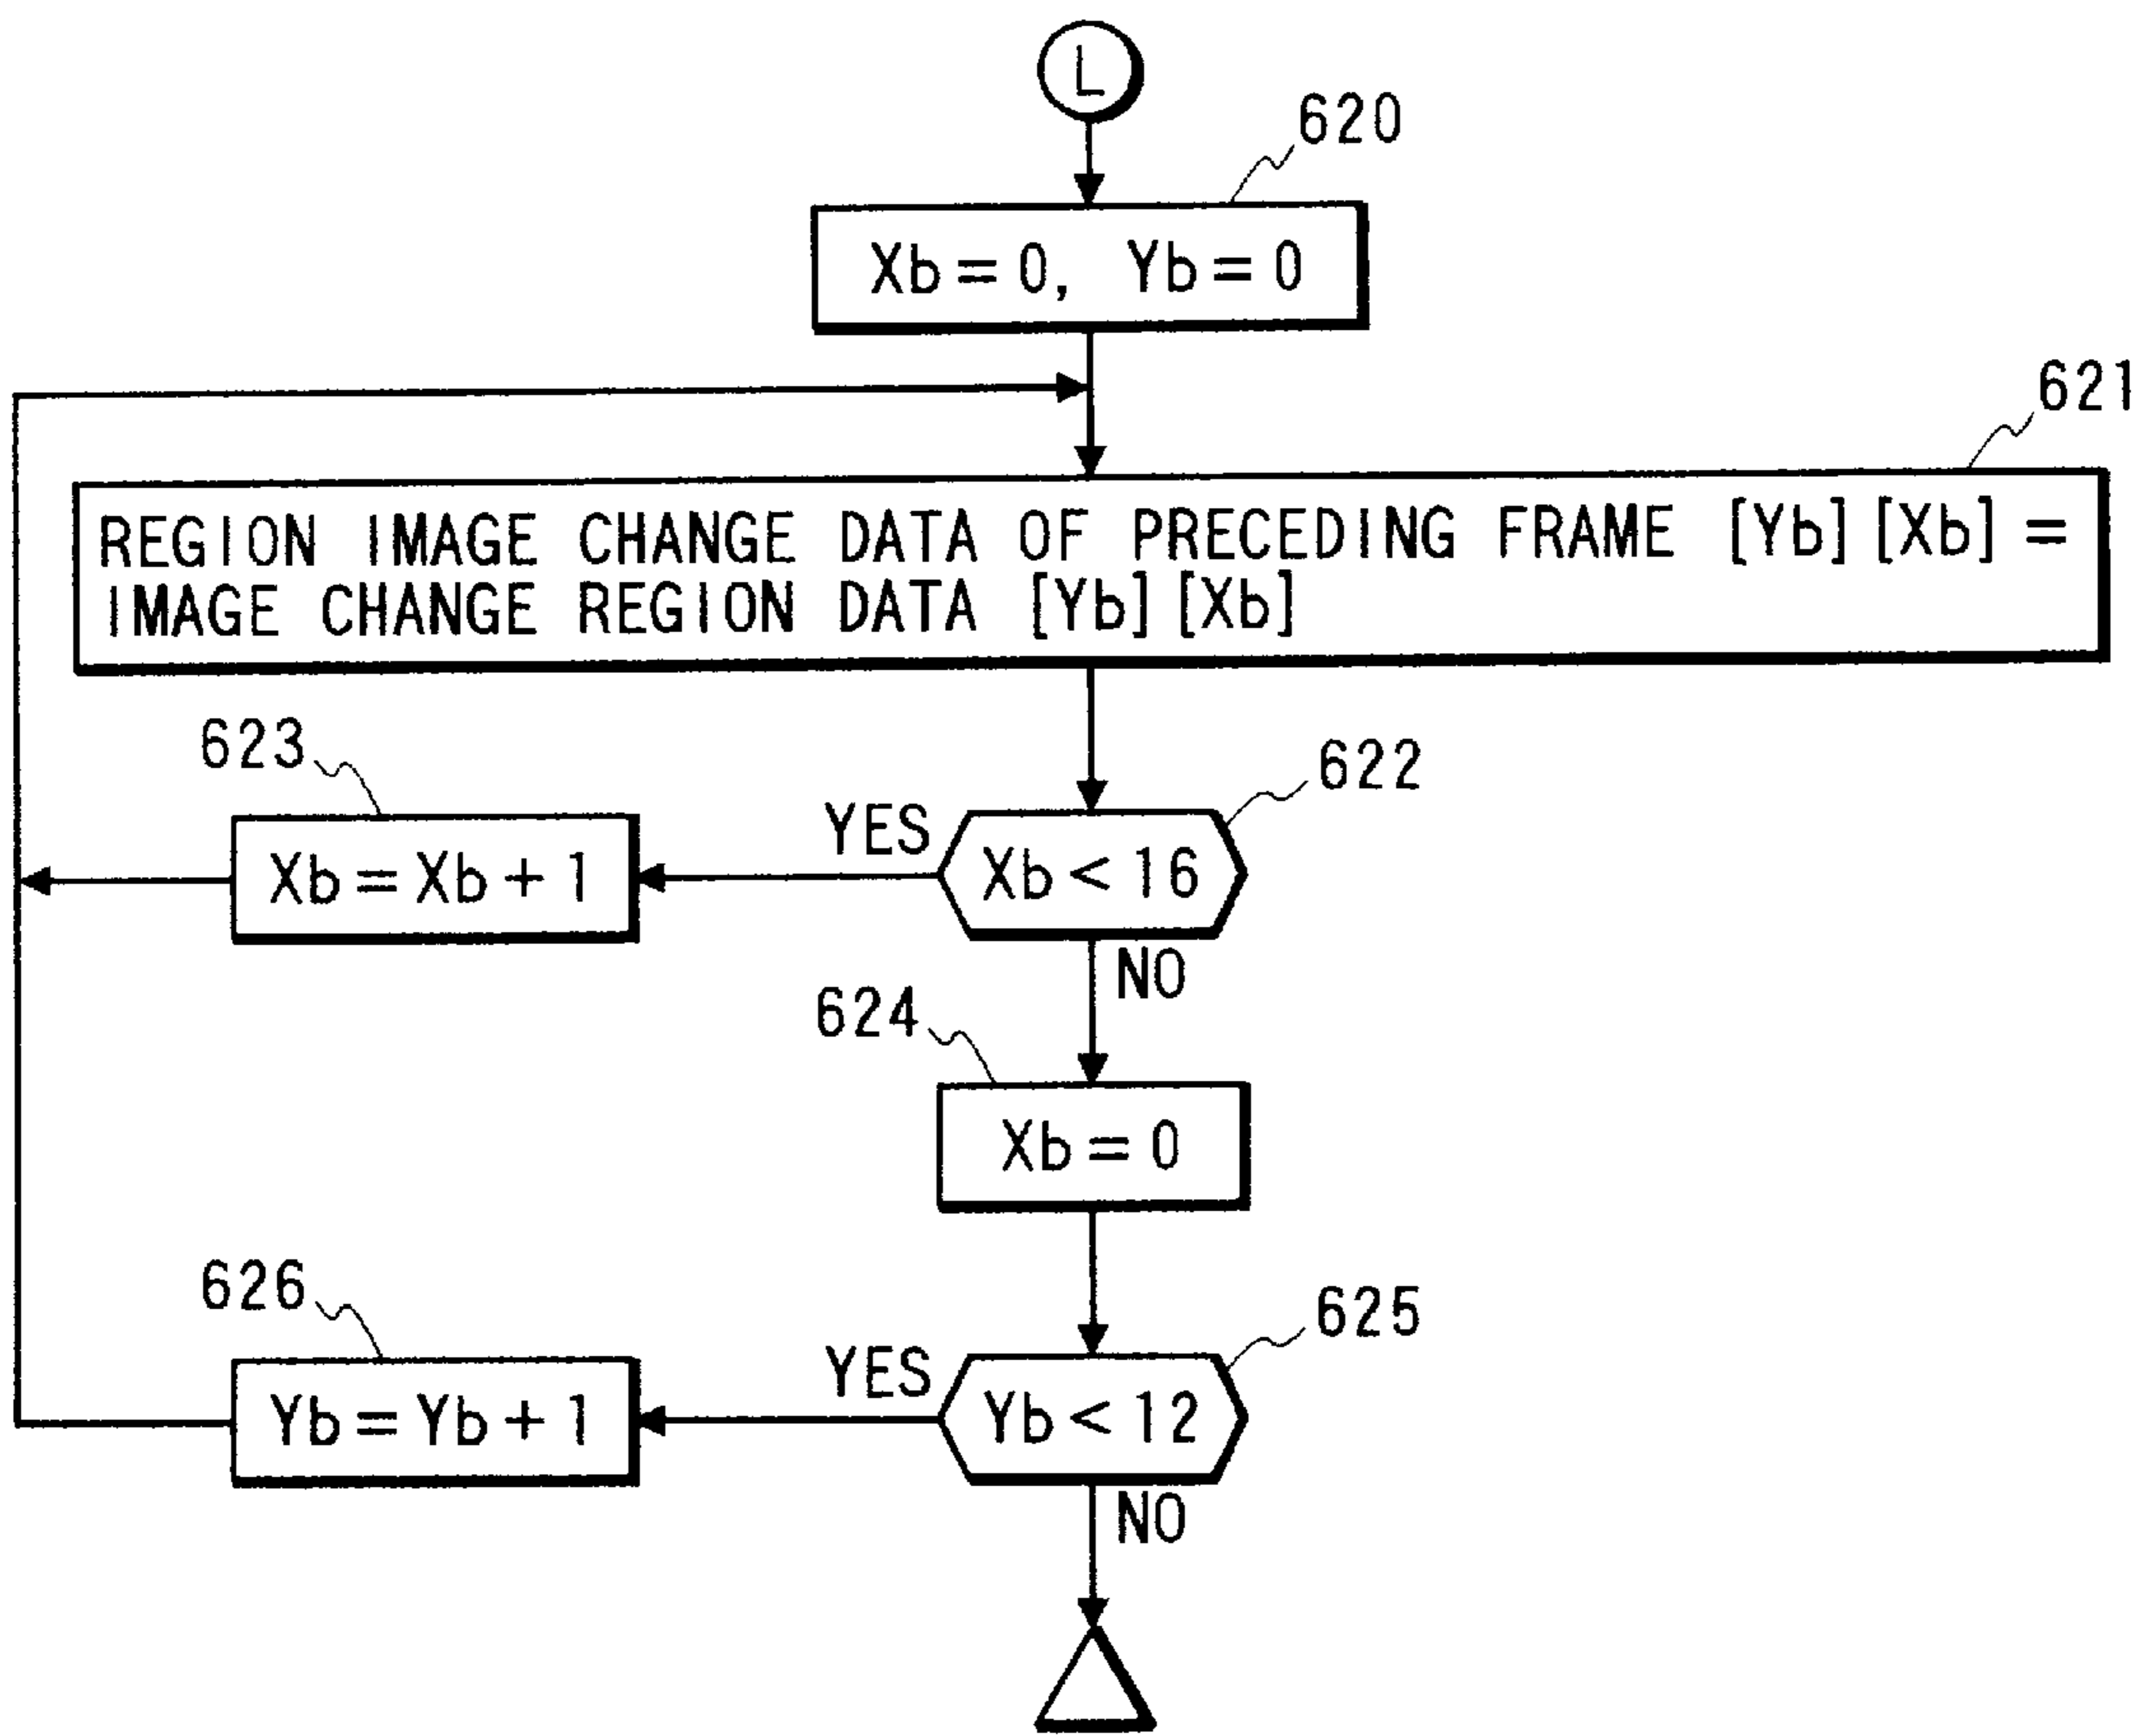 L
620
Xb=0, Yb=0
621
REGION IMAGE CHANGE DATA OF PRECEDING FRAME [Yb][Xb]=
IMAGE CHANGE REGION DATA [Yb][Xb]
623
622
YES
Xb=Xb+1
Xb<16
NO
624
Xb=0
626
625
YES
Yb=Yb+1
Yb<12
NO